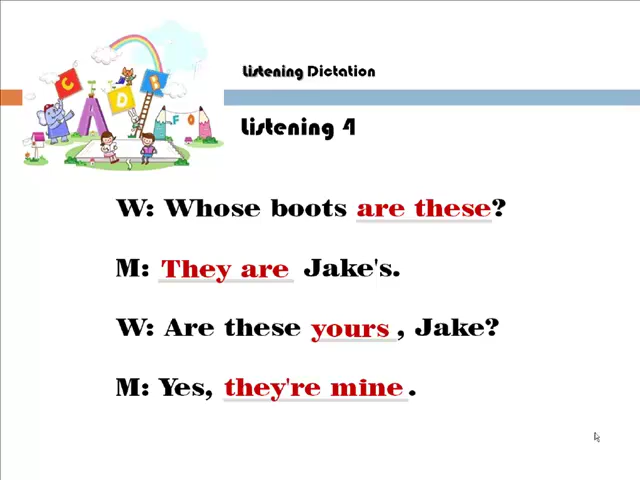 Listening Dictation
Listening 4
W: Whose boots are these?
M: They are Jake's.
W: Are these yours, Jake?
M: Yes, they're mine.
C
A
D
B
F O